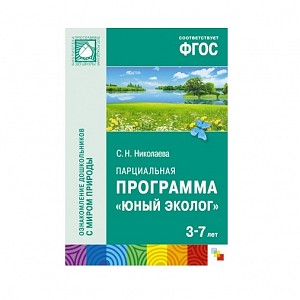 СООТВЕТСТВУЕТ
ФГОС
С. Н. Николаева
ПАРЦИАЛЬНАЯ
ПРОГРАММА
«ЮНЫЙ ЭКОЛОГ»
3-7 лет
ОЗНАКОМЛЕНИЕ ДОШКОЛЬНИКОВ
С МИРОМ ПРИРОДЫ